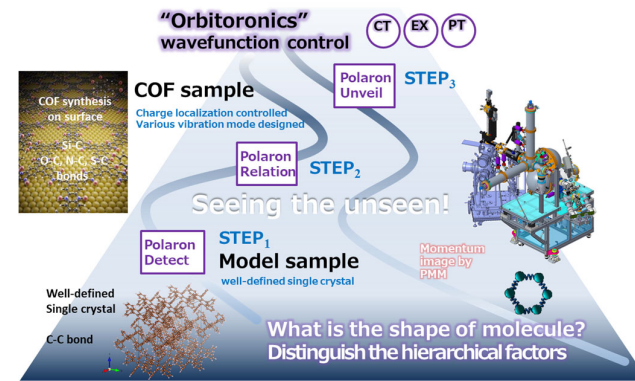 “Orbitoronics”
wavefunction control
CT EX PT
Polaron
Unveil
STEP3
COF synthesis
on surface
Si-C
O-C, N-C, S-C
bonds
COF sample
Charge localization controlled
Various vibration mode designed
Polaron
Relation
STEP2
Seeing the unseen!
Polaron
Detect
STEP1
Model sample
well-defined single crystal
Momentum
image by
PMM
Well-defined
Single crystal
C-C bond
What is the shape of molecule?
Distinguish the hierarchical factors